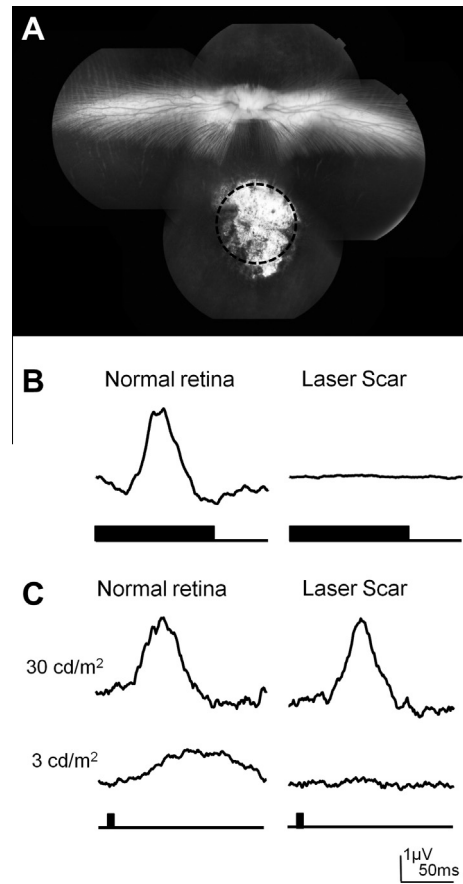 A
B
Normal retina Laser Scar
C
Normal retina Laser Scar
30 cd/m²
3 cd/m²
1µV
50ms